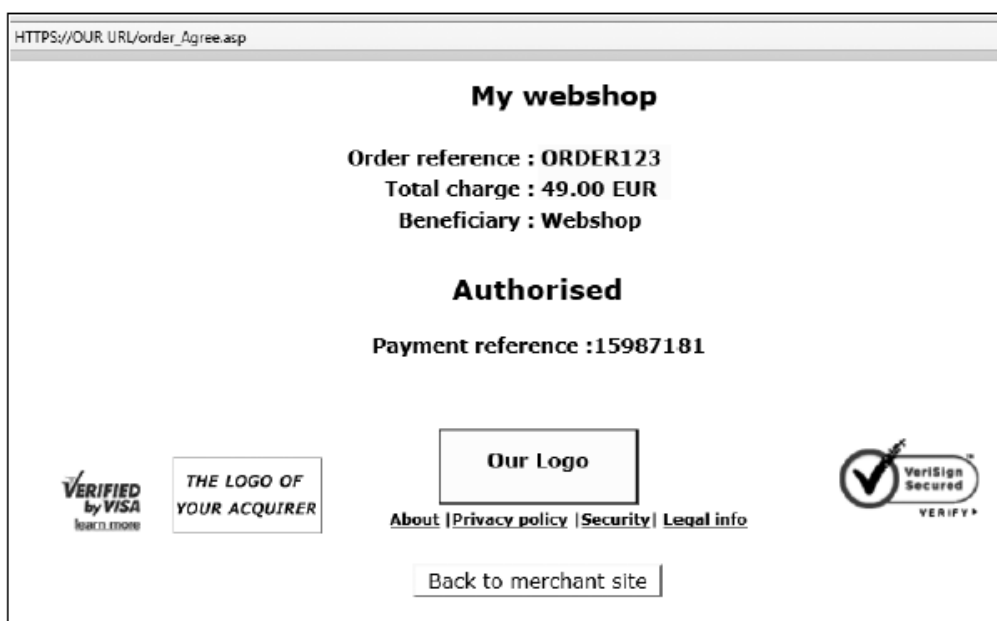 HTTPS://OUR URL/order_Agree.asp
My webshop
Order reference : ORDER123
Total charge : 49.00 EUR
Beneficiary : Webshop
Authorised
Payment reference :15987181
VERIFIED
by VISA
learn more
THE LOGO OF
YOUR ACQUIRER
Our Logo
About |Privacy policy |Security| Legal info
VeriSign
Secured
VERIFY
Back to merchant site